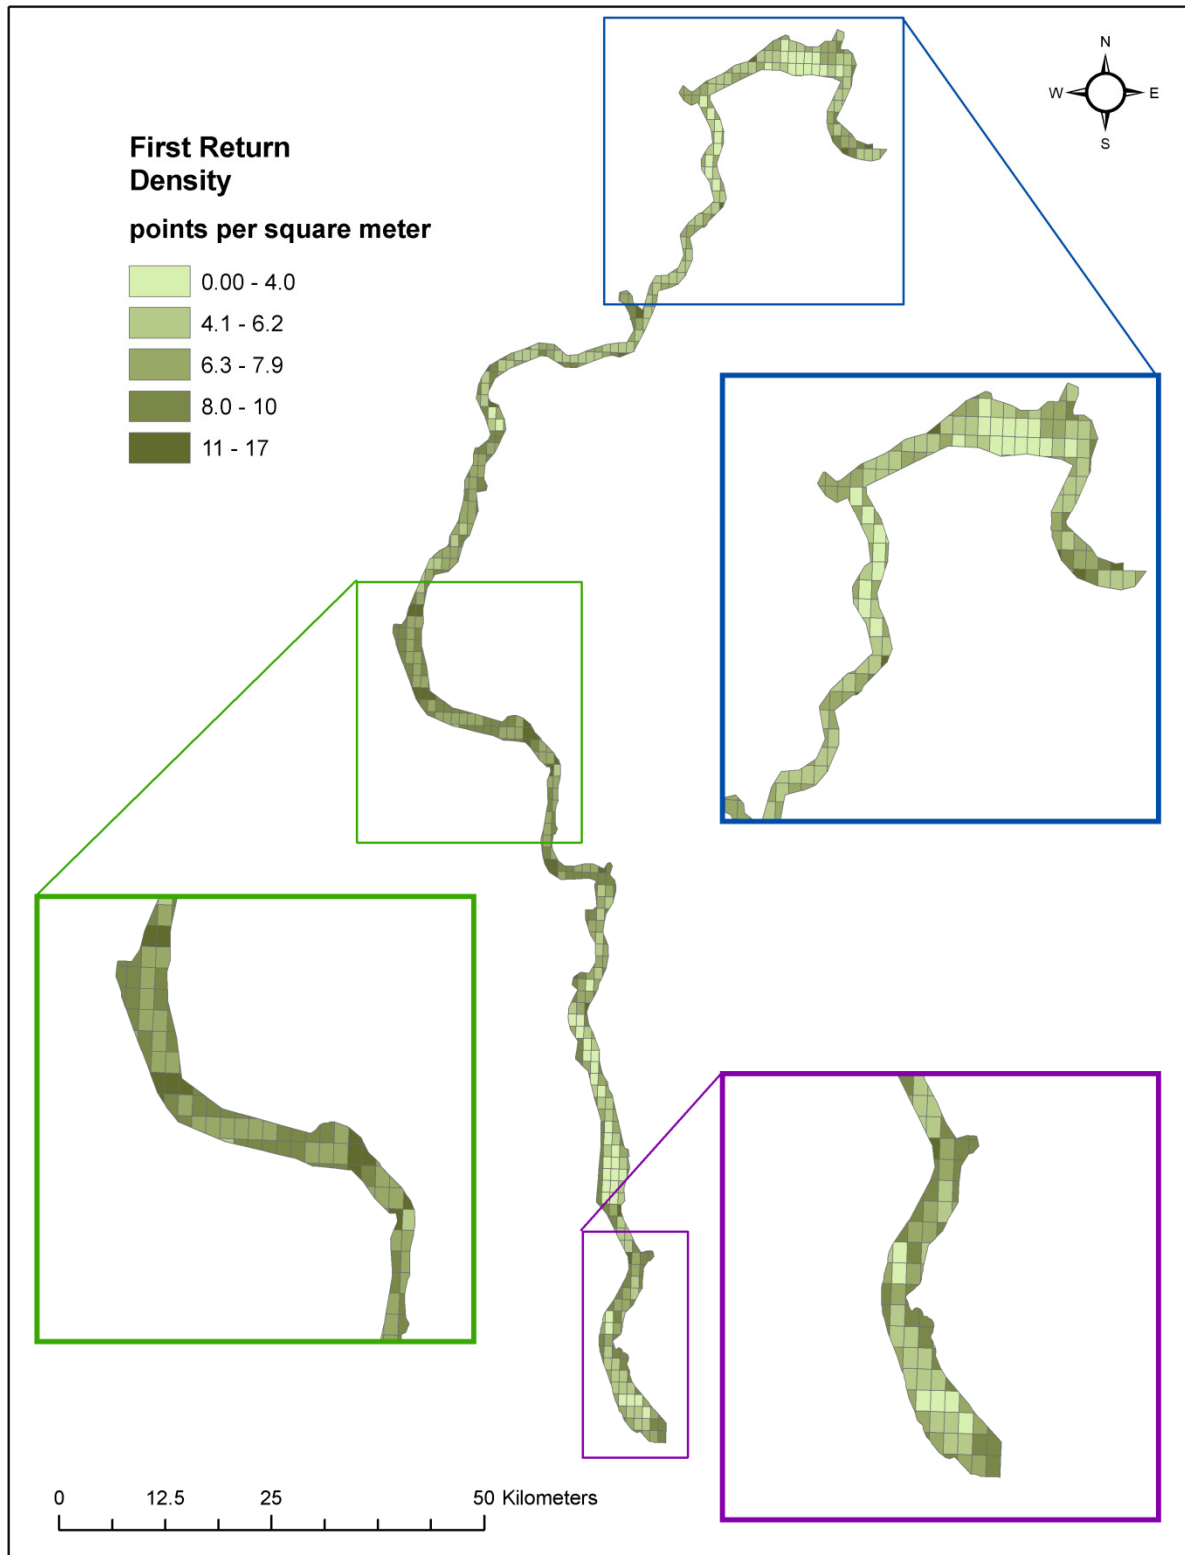 N
W E
S
First Return
Density
points per square meter
0.00 - 4.0
4.1 - 6.2
6.3 - 7.9
8.0 - 10
11 - 17
0 12.5 25 50 Kilometers